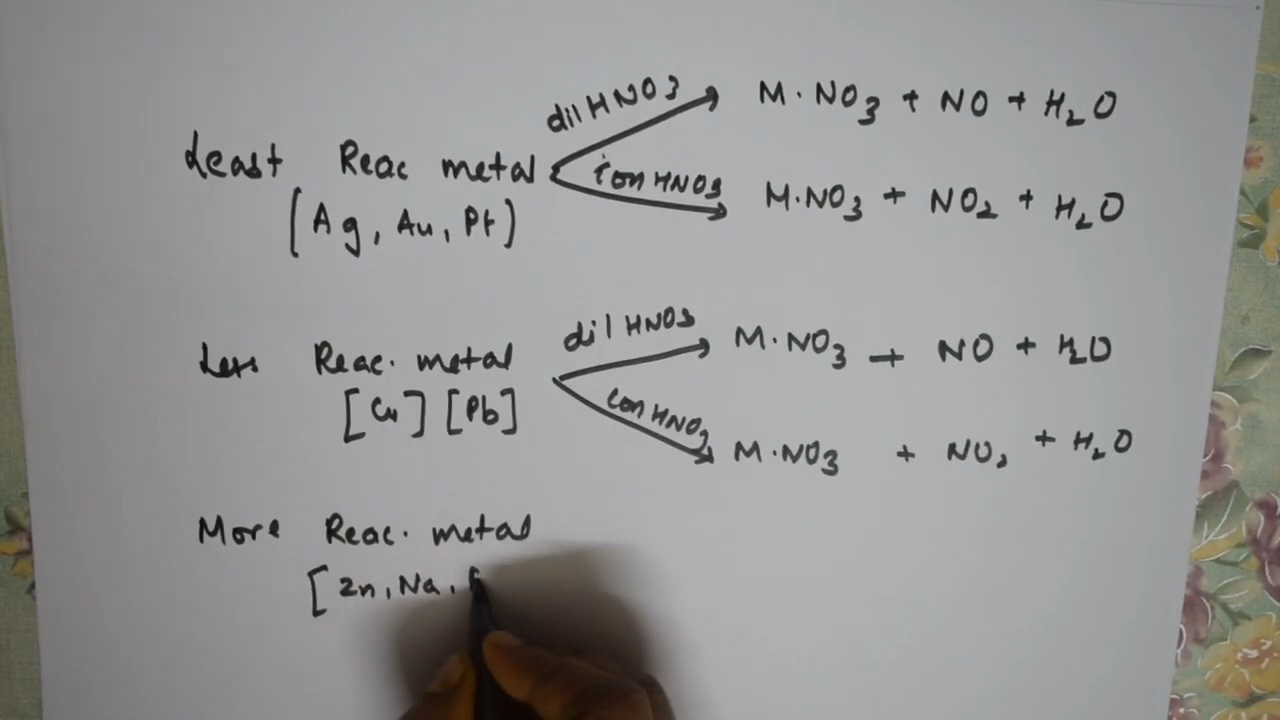 dil HNO3 M·NO3 + NO + H2O
Least Reac metal con HNO3 M·NO3 + NO2 + H2O
[Ag, Au, Pt)
dil HNO3 M·NO3 + NO + H2O
Less Reac. metal
[Cu] [Pb] con HNO3
M·NO3 + NO2 + H2O
More Reac. metal
[Zn, Na,